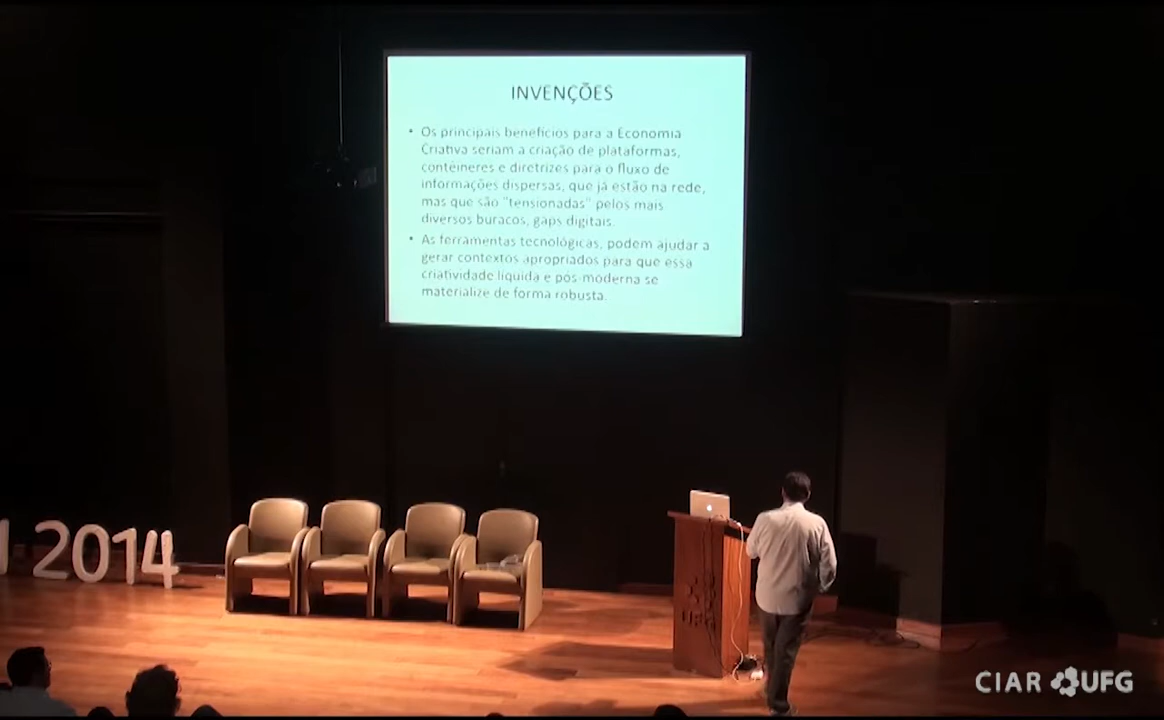 INVENÇÕES
• Os principais benefícios para a Economia
Criativa seriam a criação de plataformas,
contêineres e diretrizes para o fluxo de
informações dispersas, que já estão na rede,
mas que são "tensionadas" pelos mais
diversos buracos, gaps digitais.
• As ferramentas tecnológicas, podem ajudar a
gerar contextos apropriados para que essa
criatividade líquida e pós-moderna se
materialize de forma robusta.
2014
UFG
CIAR UFG